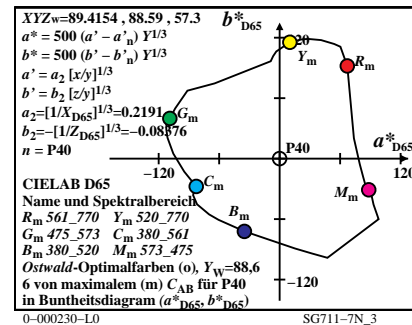 XYZw=89.4154 , 88.59 , 57.3
a* = 500 (a' – a'n) Y1/3
b* = 500 (b' – b'n) Y1/3
a' = a2 [x/y]1/3
b' = b2 [z/y]1/3
a2=[1/XD65]1/3=0.2191
b2=–[1/ZD65]1/3=–0.08376
n = P40
b*D65
20
Ym
Rm
Gm
P40
a*D65
–120
120
Cm
Mm
Bm
–120
CIELAB D65
Name und Spektralbereich
Rm 561_770 Ym 520_770
Gm 475_573 Cm 380_561
Bm 380_520 Mm 573_475
Ostwald-Optimalfarben (o), YW=88,6
6 von maximalem (m) CAB für P40
in Buntheitsdiagram (a*D65, b*D65)
0-000230-L0
SG711-7N_3